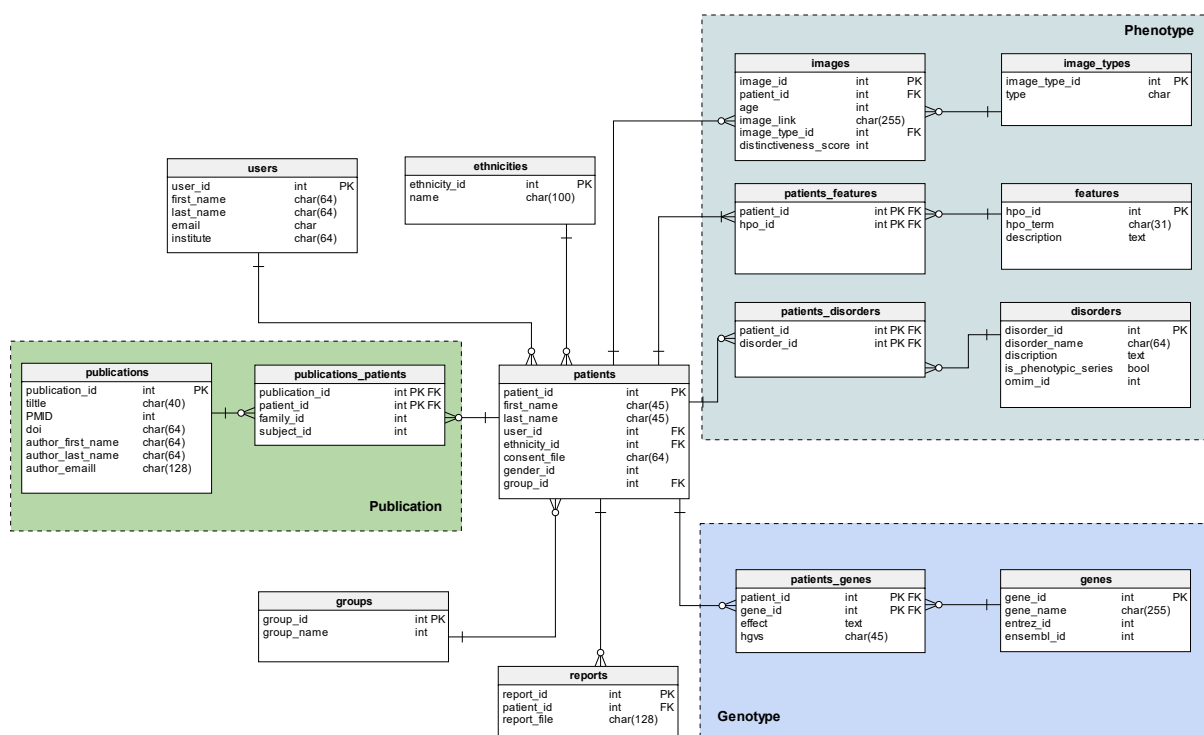 Phenotype
images
image_id int PK
patient_id int FK
age int
image_link char(255)
image_type_id int FK
distinctiveness_score int
image_types
image_type_id int PK
type char
users
user_id int PK
first_name char(64)
last_name char(64)
email char
institute char(64)
ethnicities
ethnicity_id int PK
name char(100)
patients_features
patient_id int PK FK
hpo_id int PK FK
features
hpo_id int PK
hpo_term char(31)
description text
patients_disorders
patient_id int PK FK
disorder_id int PK FK
disorders
disorder_id int PK
disorder_name char(64)
discription text
is_phenotypic_series bool
omim_id int
publications
publication_id int PK
tiltle char(40)
PMID int
doi char(64)
author_first_name char(64)
author_last_name char(64)
author_emaill char(128)
publications_patients
publication_id int PK FK
patient_id int PK FK
family_id int
subject_id int
Publication
patients
patient_id int PK
first_name char(45)
last_name char(45)
user_id int FK
ethnicity_id int FK
consent_file char(64)
gender_id int
group_id int FK
groups
group_id int PK
group_name int
reports
report_id int PK
patient_id int FK
report_file char(128)
patients_genes
patient_id int PK FK
gene_id int PK FK
effect text
hgvs char(45)
genes
gene_id int PK
gene_name char(255)
entrez_id int
ensembl_id int
Genotype